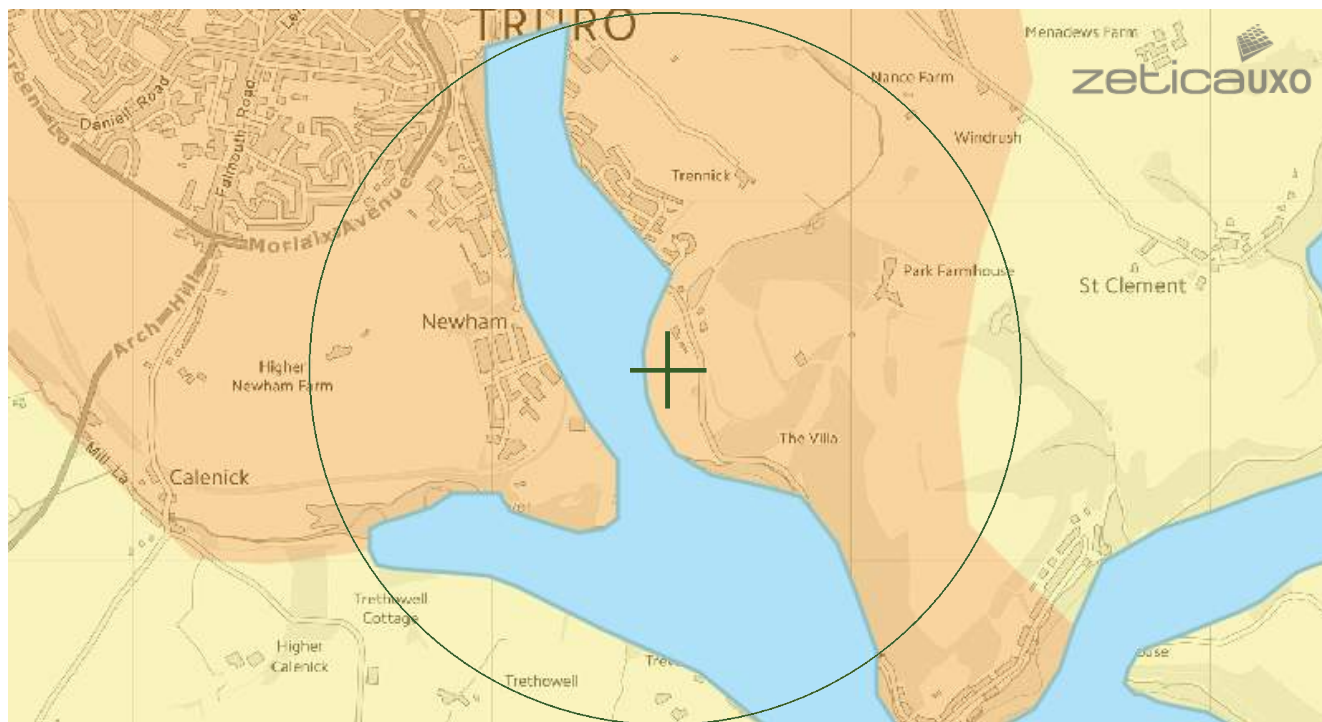 TRURO
Menadews Farm
zeticauxo
Nance Farm
Daniell Road
Falmouth Road
Windrush
Trennick
Morlaix Avenue
Park Farmhouse
St Clement
Arch Hill
Newham
Higher
Newham Farm
The Villa
Mill La
Calenick
Trethowell
Cottage
Higher
Calenick
Trethowell